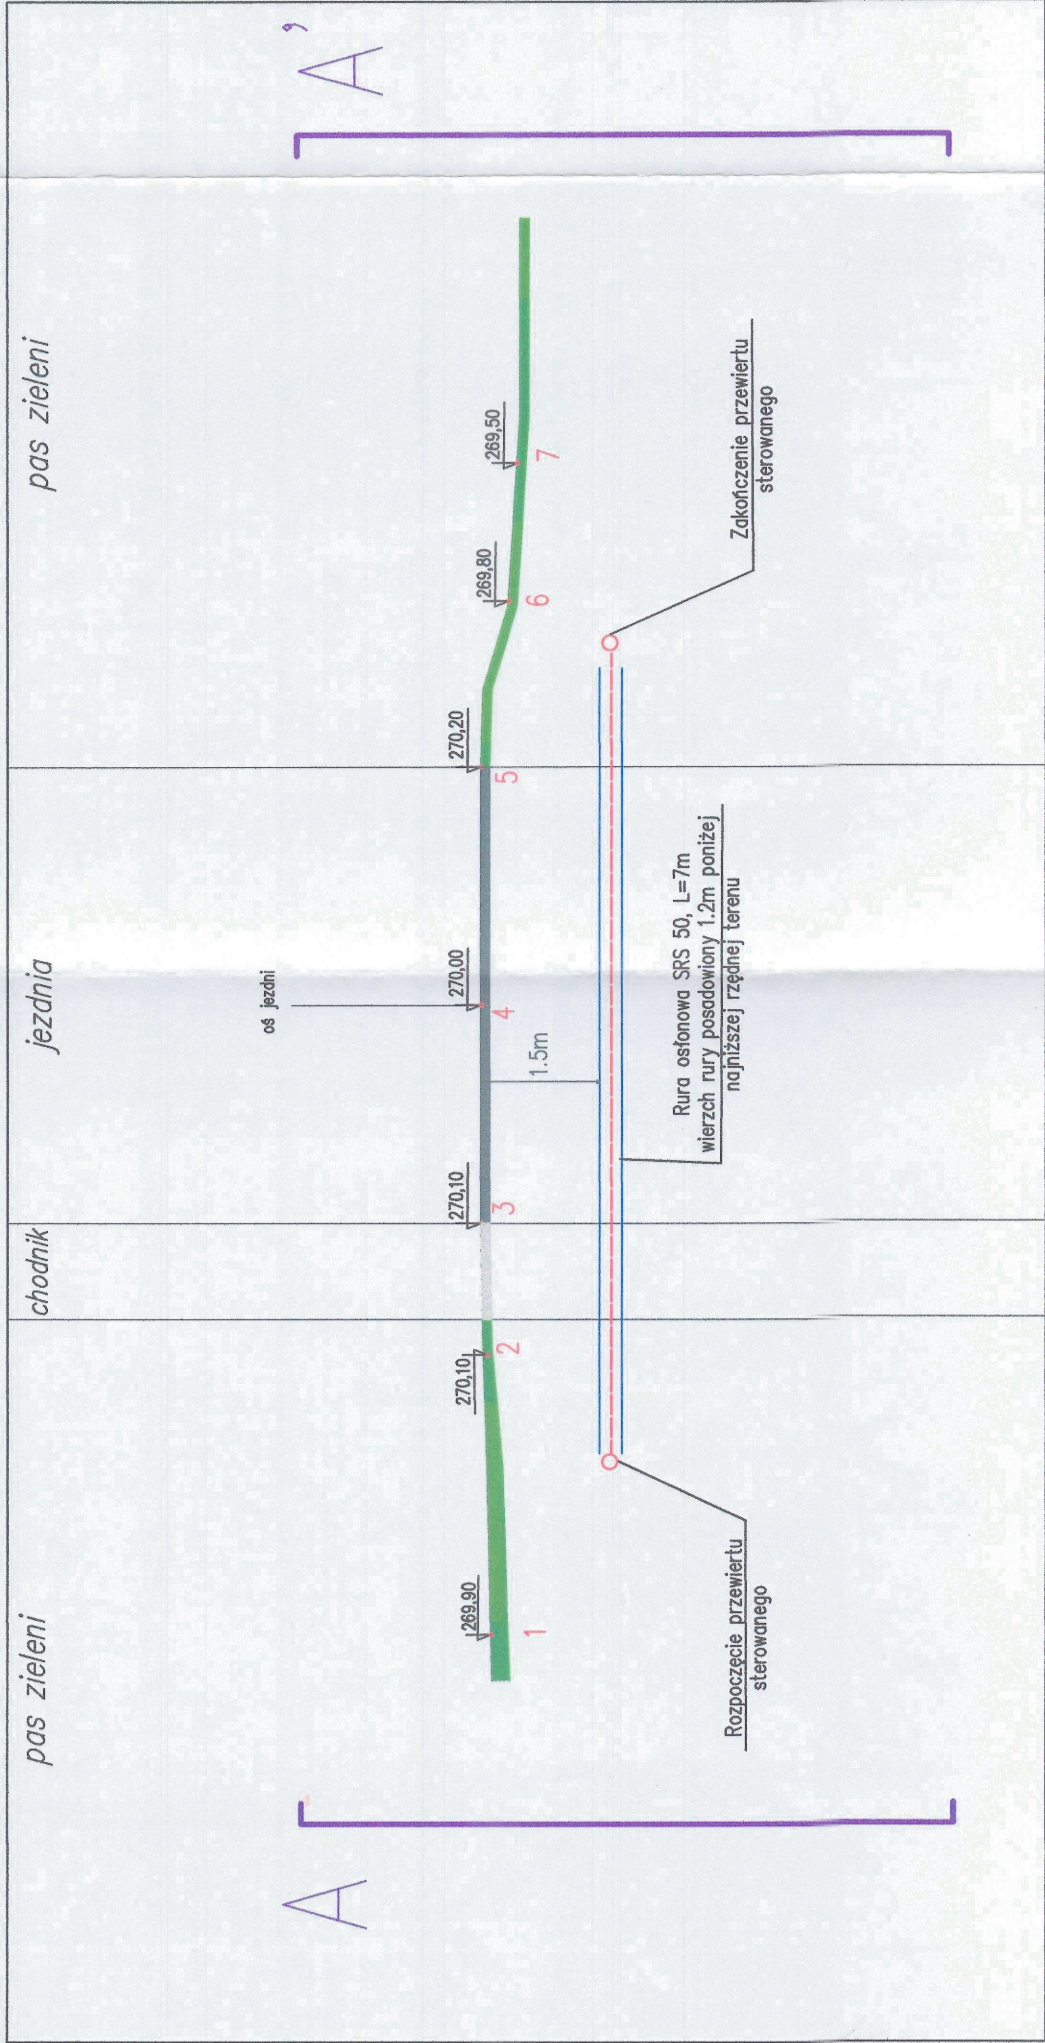 pas zieleni
chodnik
jezdnia
pas zieleni
A
A'
oś jezdni
269,90
270,10
270,10
270,00
270,20
269,80
269,50
1
2
3
4
5
6
7
1.5m
Rozpoczęcie przewiertu
sterowanego
Rura osłonowa SRS 50, L=7m
wierzch rury posadowiony 1.2m poniżej
najniższej rzędnej terenu
Zakończenie przewiertu
sterowanego